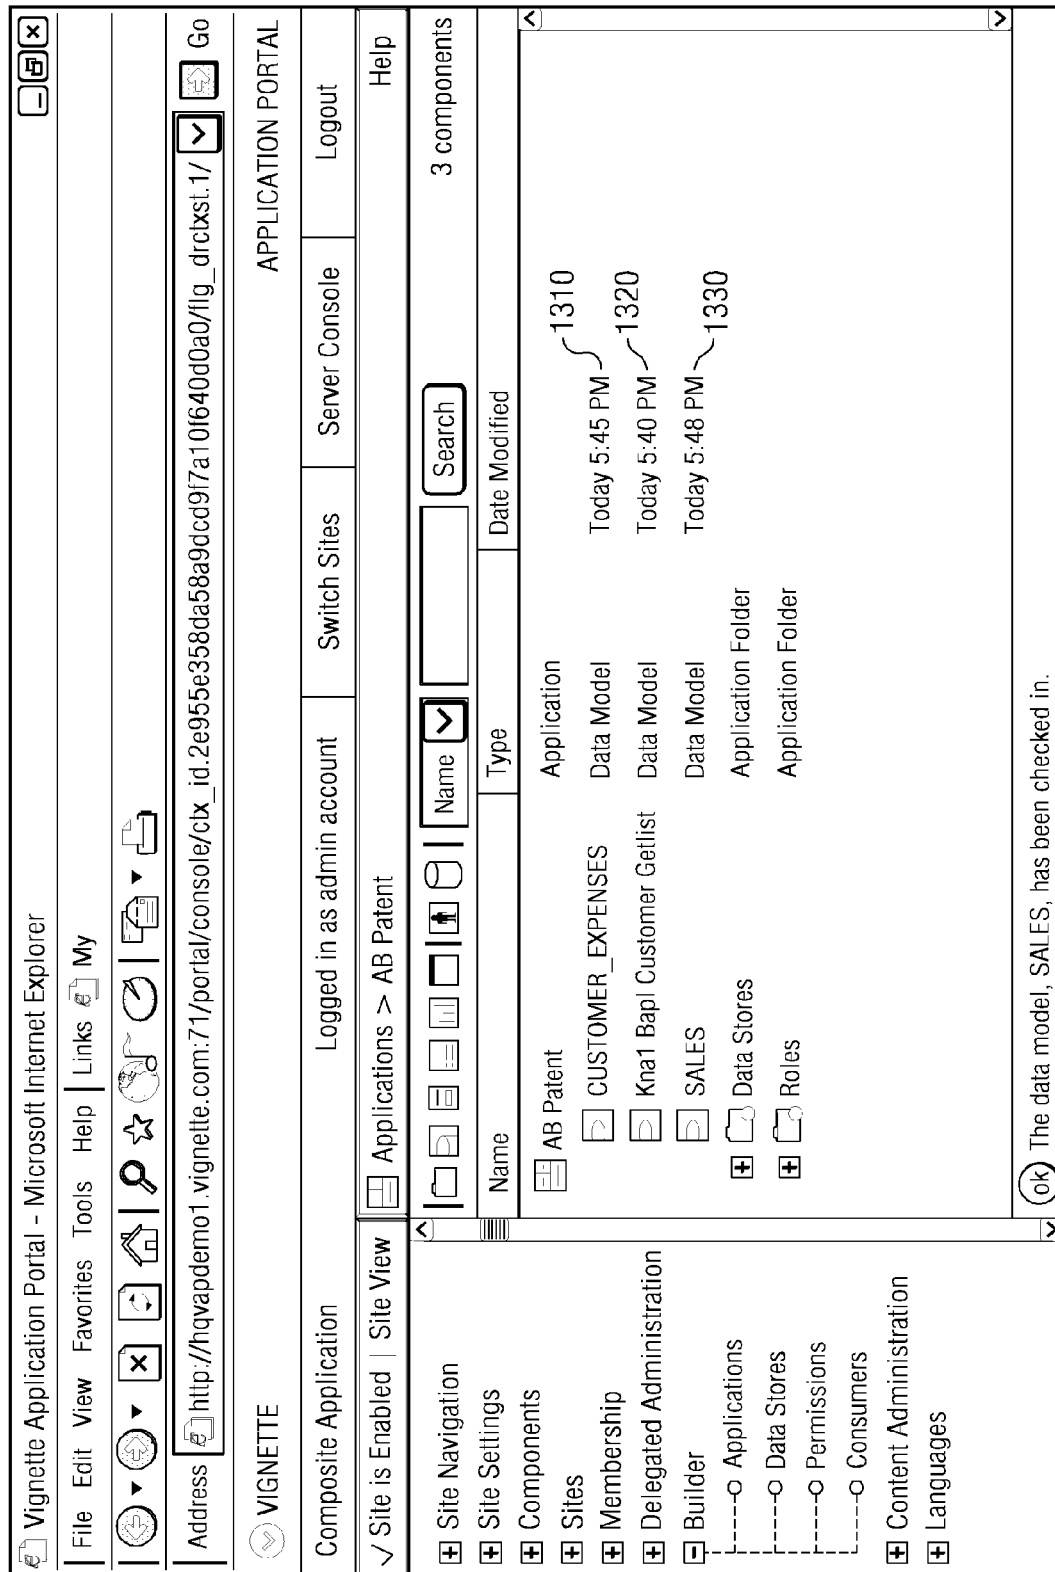 Vignette Application Portal - Microsoft Internet Explorer
File Edit View Favorites Tools Help Links My
Address http://hqvapdemo1.vignette.com:71/portal/console/ctx_id.2e955e358da58a9dcd9f7a10f640d0a0/flg_drctxst.1/ Go
VIGNETTE APPLICATION PORTAL
Composite Application Logged in as admin account Switch Sites Server Console Logout
Site is Enabled | Site View Applications > AB Patent Help
Name Search 3 components
Name Type Date Modified
Site Navigation
Site Settings
Components
Sites
Membership
Delegated Administration
Builder
Applications
Data Stores
Permissions
Consumers
Content Administration
Languages
AB Patent Application
CUSTOMER_EXPENSES Data Model Today 5:45 PM 1310
Kna1 Bapl Customer Getlist Data Model Today 5:40 PM 1320
SALES Data Model Today 5:48 PM 1330
Data Stores Application Folder
Roles Application Folder
ok The data model, SALES, has been checked in.